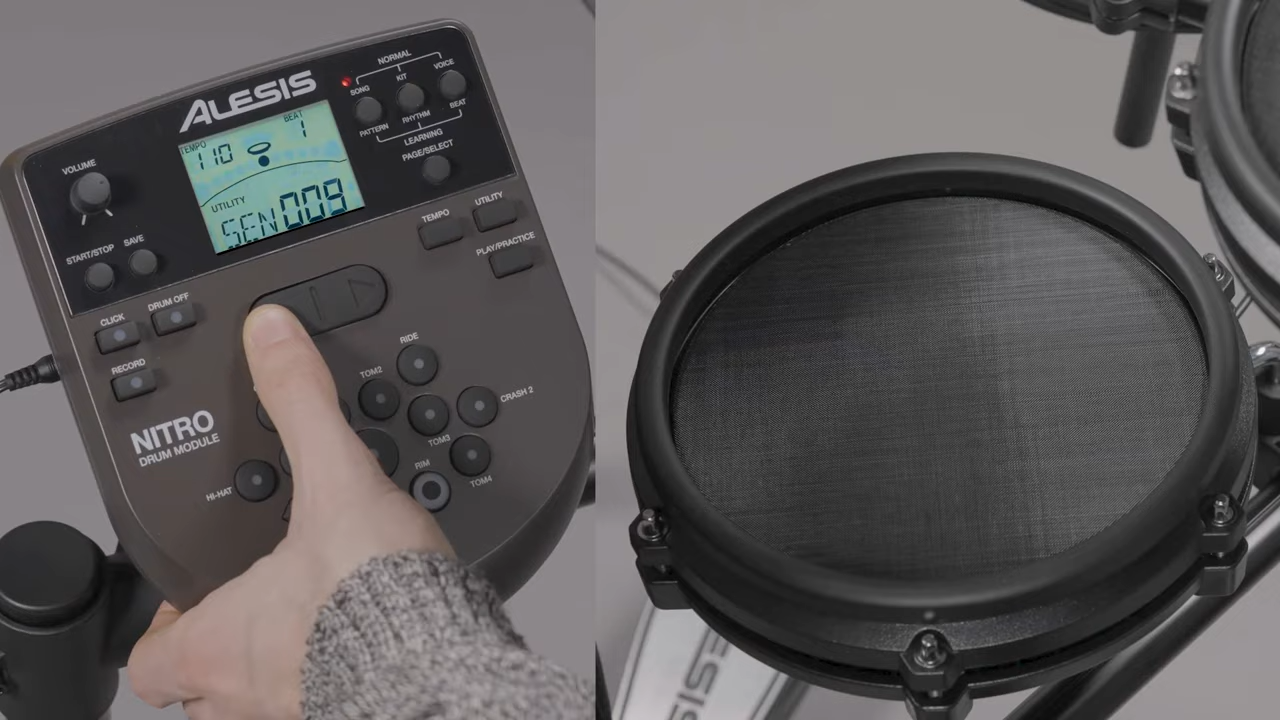 ALESIS
NORMAL
SONG
KIT
VOICE
PATTERN
RHYTHM
BEAT
LEARNING
PAGE/SELECT
TEMPO
BEAT
110
1
UTILITY
SEN 008
VOLUME
START/STOP
SAVE
TEMPO
UTILITY
PLAY/PRACTICE
CLICK
DRUM OFF
RECORD
NITRO
DRUM MODULE
RIDE
TOM2
CRASH 2
TOM3
TOM4
RIM
HI-HAT